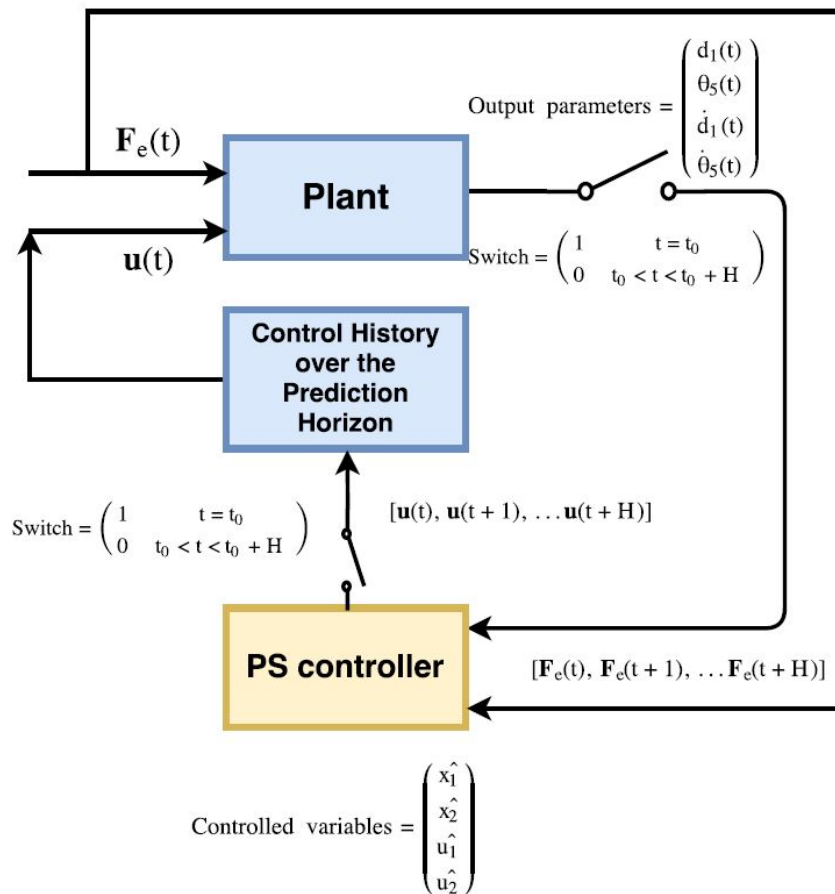 Output parameters = ( d₁(t)
θ₅(t)
ḋ₁(t)
θ̇₅(t) )
Fₑ(t)
Plant
u(t)
Switch = ( 1 t = t₀
0 t₀ < t < t₀ + H )
Control History
over the
Prediction
Horizon
[u(t), u(t + 1), …u(t + H)]
Switch = ( 1 t = t₀
0 t₀ < t < t₀ + H )
PS controller
[Fₑ(t), Fₑ(t + 1), …Fₑ(t + H)]
Controlled variables = ( x̂₁
x̂₂
û₁
û₂ )